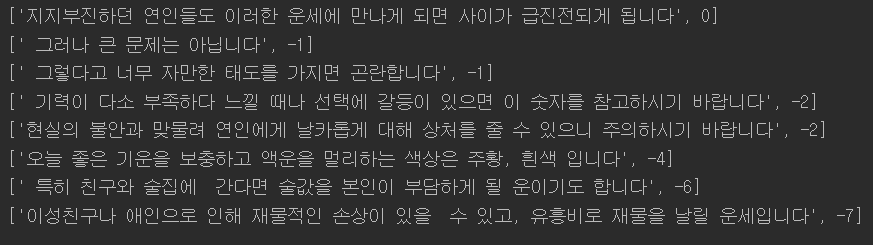 ['지지부진하던 연인들도 이러한 운세에 만나게 되면 사이가 급진전되게 됩니다', 0]
[' 그러나 큰 문제는 아닙니다', -1]
[' 그렇다고 너무 자만한 태도를 가지면 곤란합니다', -1]
[' 기력이 다소 부족하다 느낄 때나 선택에 갈등이 있으면 이 숫자를 참고하시기 바랍니다', -2]
['현실의 불안과 맞물려 연인에게 날카롭게 대해 상처를 줄 수 있으니 주의하시기 바랍니다', -2]
['오늘 좋은 기운을 보충하고 액운을 멀리하는 색상은 주황, 흰색 입니다', -4]
[' 특히 친구와 술집에  간다면 술값을 본인이 부담하게 될 운이기도 합니다', -6]
['이성친구나 애인으로 인해 재물적인 손상이 있을  수 있고, 유흥비로 재물을 날릴 운세입니다', -7]